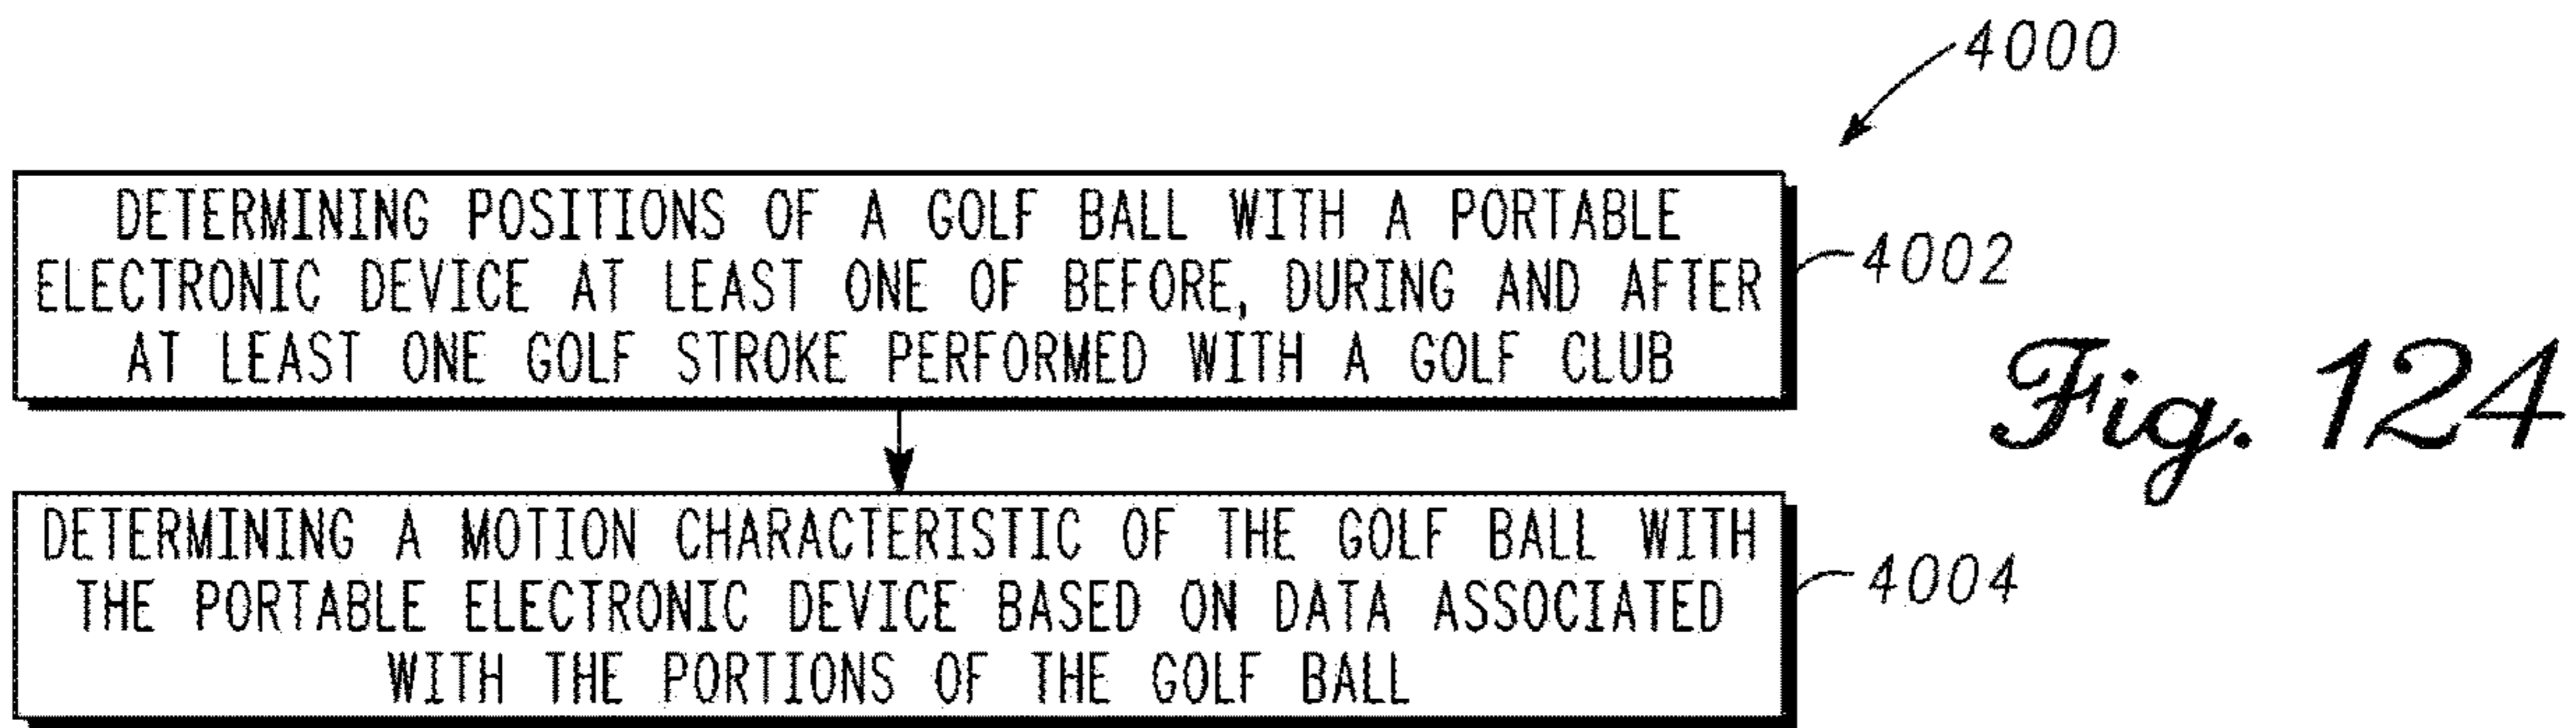 4000
DETERMINING POSITIONS OF A GOLF BALL WITH A PORTABLE
ELECTRONIC DEVICE AT LEAST ONE OF BEFORE, DURING AND AFTER
AT LEAST ONE GOLF STROKE PERFORMED WITH A GOLF CLUB
4002
Fig. 124
DETERMINING A MOTION CHARACTERISTIC OF THE GOLF BALL WITH
THE PORTABLE ELECTRONIC DEVICE BASED ON DATA ASSOCIATED
WITH THE PORTIONS OF THE GOLF BALL
4004